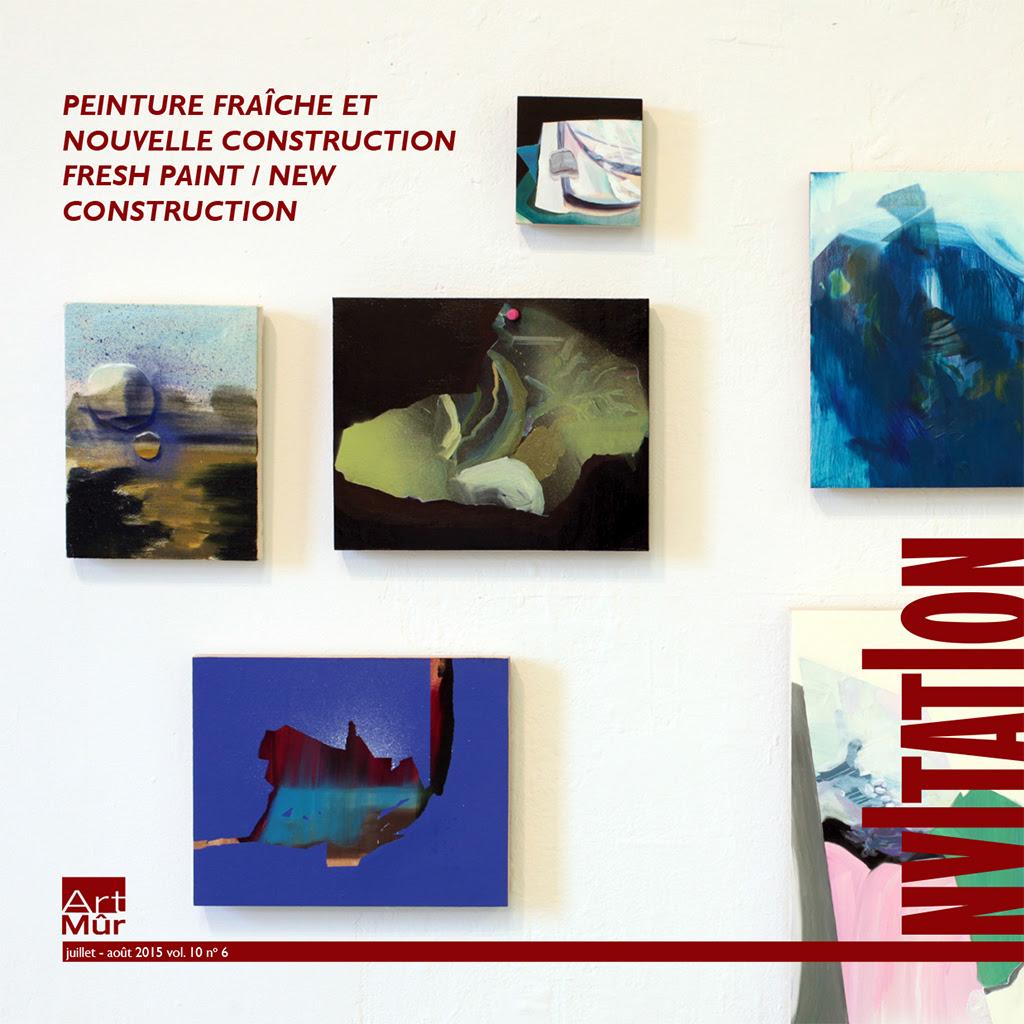 PEINTURE FRAÎCHE ET
NOUVELLE CONSTRUCTION
FRESH PAINT / NEW
CONSTRUCTION
INVITATION
Art
Mûr
juillet - août 2015 vol. 10 nº 6